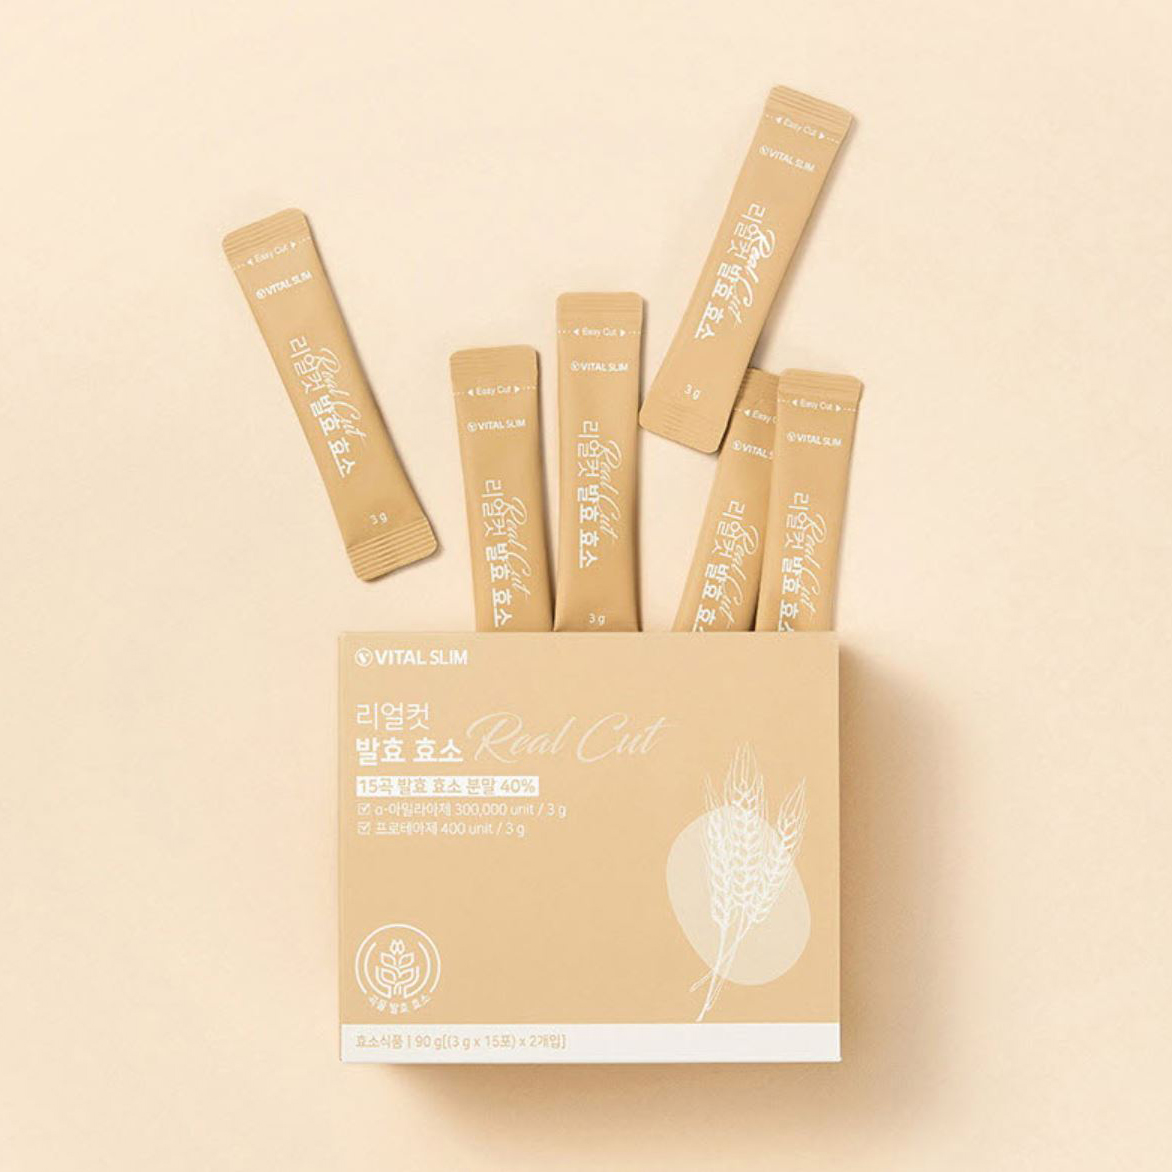 ◀ Easy Cut ▶
VITAL SLIM
리얼컷 발효 효소
Real Cut
3 g
◀ Easy Cut ▶
VITAL SLIM
리얼컷 발효 효소
Real Cut
3 g
◀ Easy Cut ▶
VITAL SLIM
리얼컷 발효 효소
Real Cut
◀ Easy Cut ▶
VITAL SLIM
리얼컷 발효 효소
Real Cut
3 g
◀ Easy
VITAL S
리얼컷 발효
Real Cut
◀ Easy Cut ▶
VITAL SLIM
리얼컷 발효 효소
Real Cut
VITAL SLIM
리얼컷
발효 효소 Real Cut
15곡 발효 효소 분말 40%
☑ α-아밀라아제 300,000 unit / 3 g
☑ 프로테아제 400 unit / 3 g
곡물 발효 효소
효소식품 | 90 g[(3 g x 15포) x 2개입]